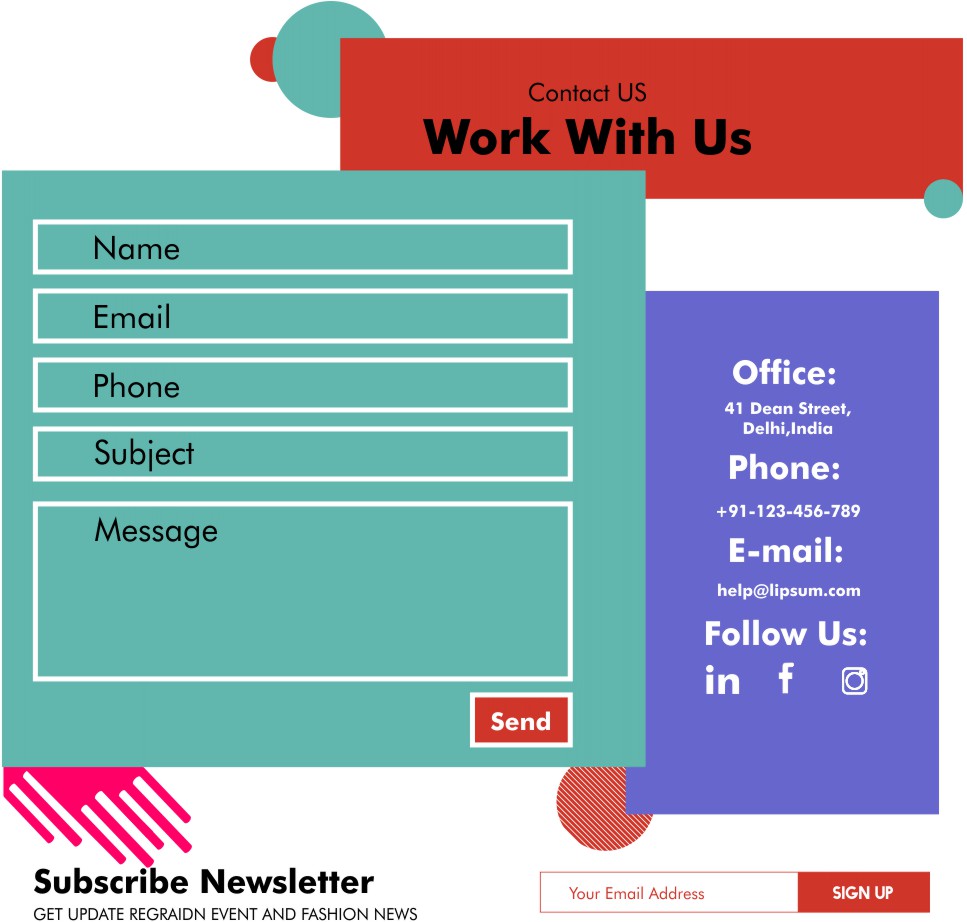 Contact US
Work With Us
Name
Email
Phone
Subject
Message
Send
Office:
41 Dean Street,
Delhi,India
Phone:
+91-123-456-789
E-mail:
help@lipsum.com
Follow Us:
in f
Subscribe Newsletter
GET UPDATE REGRAIDN EVENT AND FASHION NEWS
Your Email Address
SIGN UP